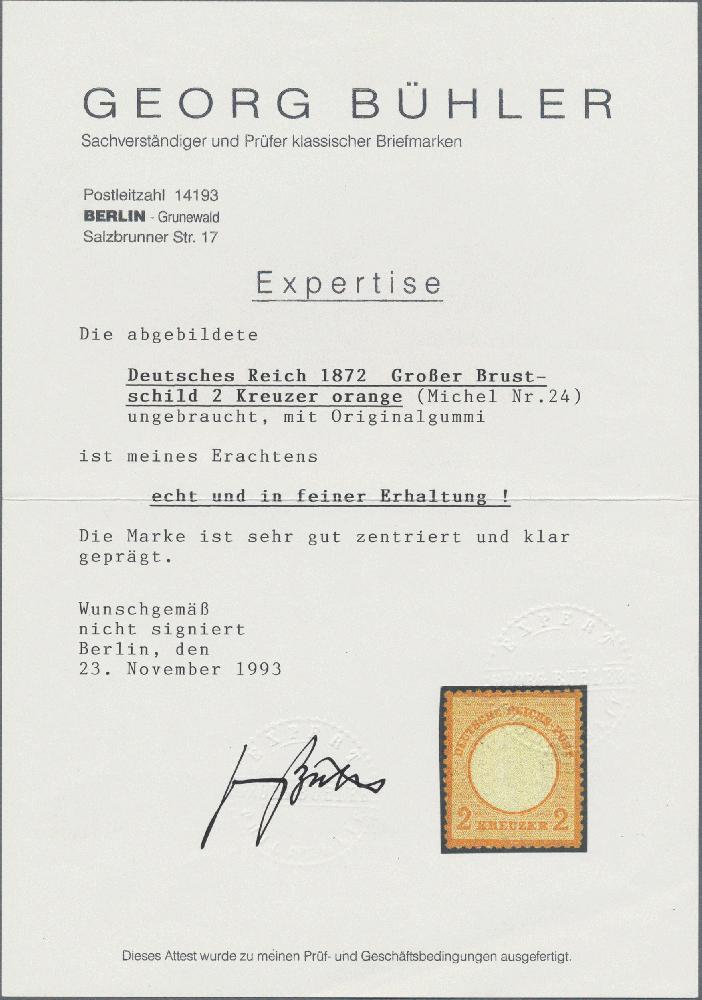 GEORG BÜHLER
Sachverständiger und Prüfer klassischer Briefmarken
Postleitzahl 14193
BERLIN - Grunewald
Salzbrunner Str. 17
Expertise
Die abgebildete
Deutsches Reich 1872 Großer Brust-
schild 2 Kreuzer orange (Michel Nr.24)
ungebraucht, mit Originalgummi
ist meines Erachtens
echt und in feiner Erhaltung !
Die Marke ist sehr gut zentriert und klar
geprägt.
Wunschgemäß
nicht signiert
Berlin, den
23. November 1993
EXPERT
EXPERT
DEUTSCHE REICHS-POST
2 KREUZER 2
Dieses Attest wurde zu meinen Prüf- und Geschäftsbedingungen ausgefertigt.